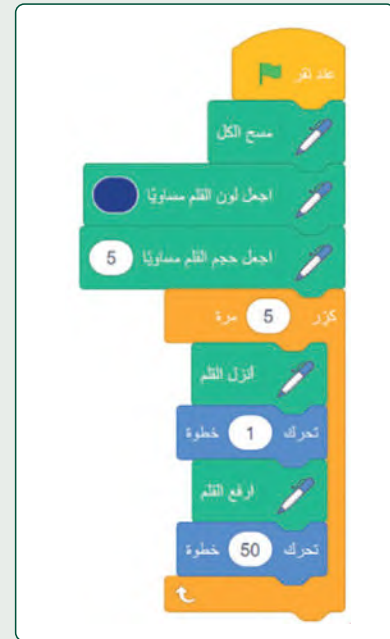 عند نقر
مسح الكل
اجعل لون القلم مساويًا
اجعل حجم القلم مساويًا 5
كرّر 5 مرة
أنزل القلم
تحرك 1 خطوة
ارفع القلم
تحرك 50 خطوة